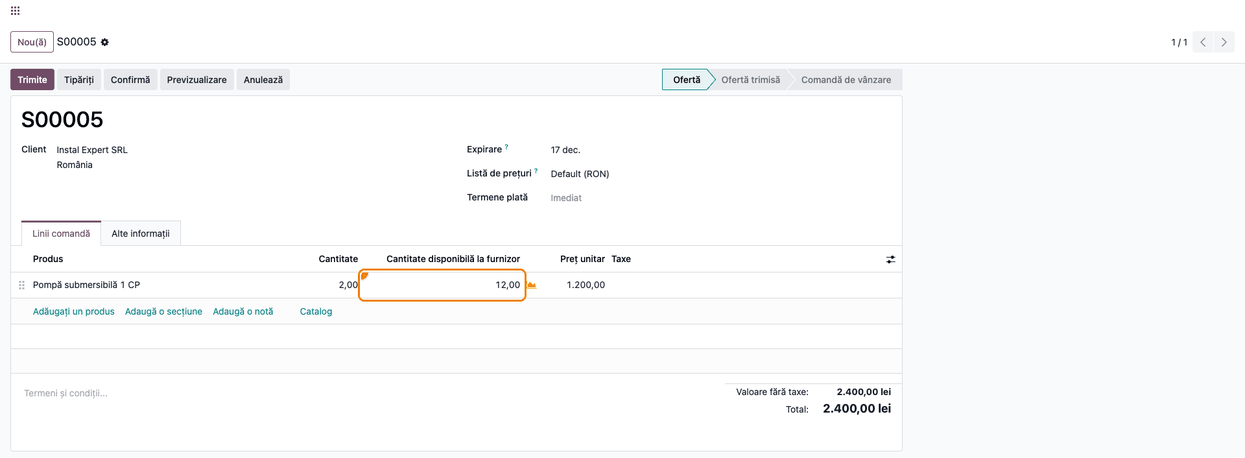 Nou(ă) S00005 1 / 1
Trimite Tipăriți Confirmă Previzualizare Anulează Ofertă Ofertă trimisă Comandă de vânzare
S00005
Client Instal Expert SRL Expirare ? 17 dec.
România
Listă de prețuri ? Default (RON)
Termene plată Imediat
Linii comandă Alte informații
Produs Cantitate Cantitate disponibilă la furnizor Preț unitar Taxe
Pompă submersibilă 1 CP 2,00 12,00 1.200,00
Adăugați un produs Adaugă o secțiune Adaugă o notă Catalog
Termeni și condiții... Valoare fără taxe: 2.400,00 lei
Total: 2.400,00 lei